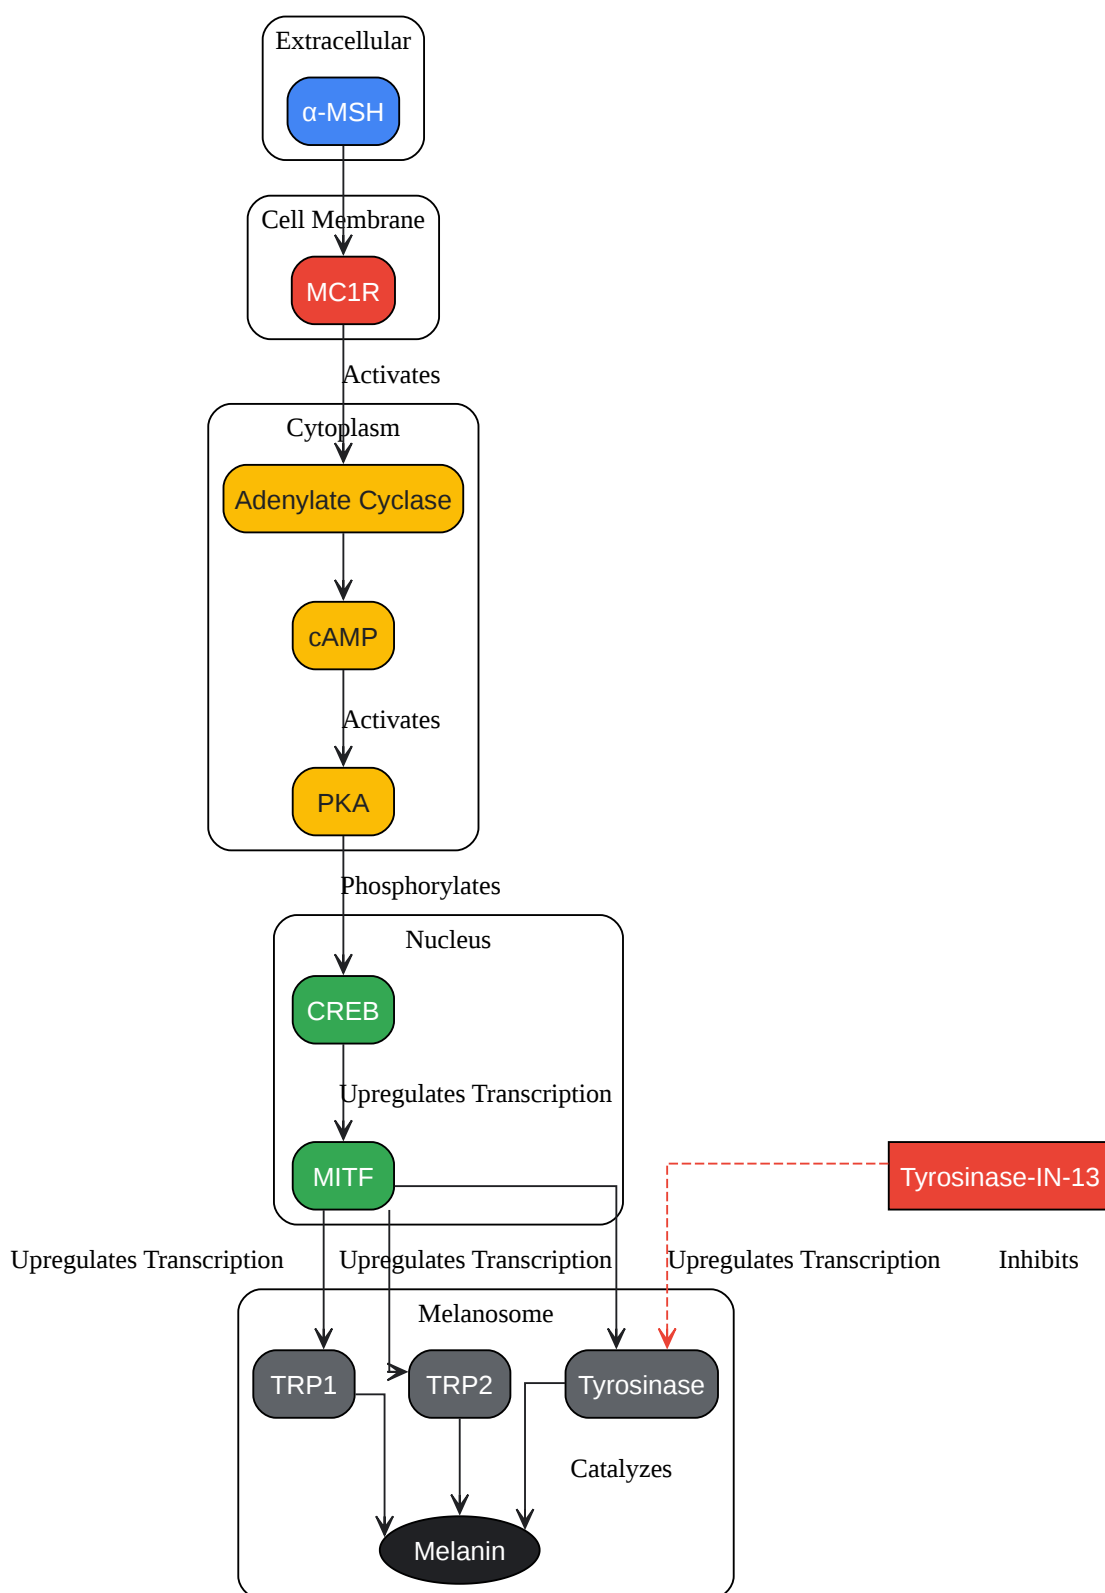 Extracellular
α-MSH
Cell Membrane
MC1R
Activates
Cytoplasm
Adenylate Cyclase
cAMP
Activates
PKA
Phosphorylates
Nucleus
CREB
Upregulates Transcription
MITF
Tyrosinase-IN-13
Upregulates Transcription
Upregulates Transcription
Upregulates Transcription
Inhibits
Melanosome
TRP1
TRP2
Tyrosinase
Catalyzes
Melanin